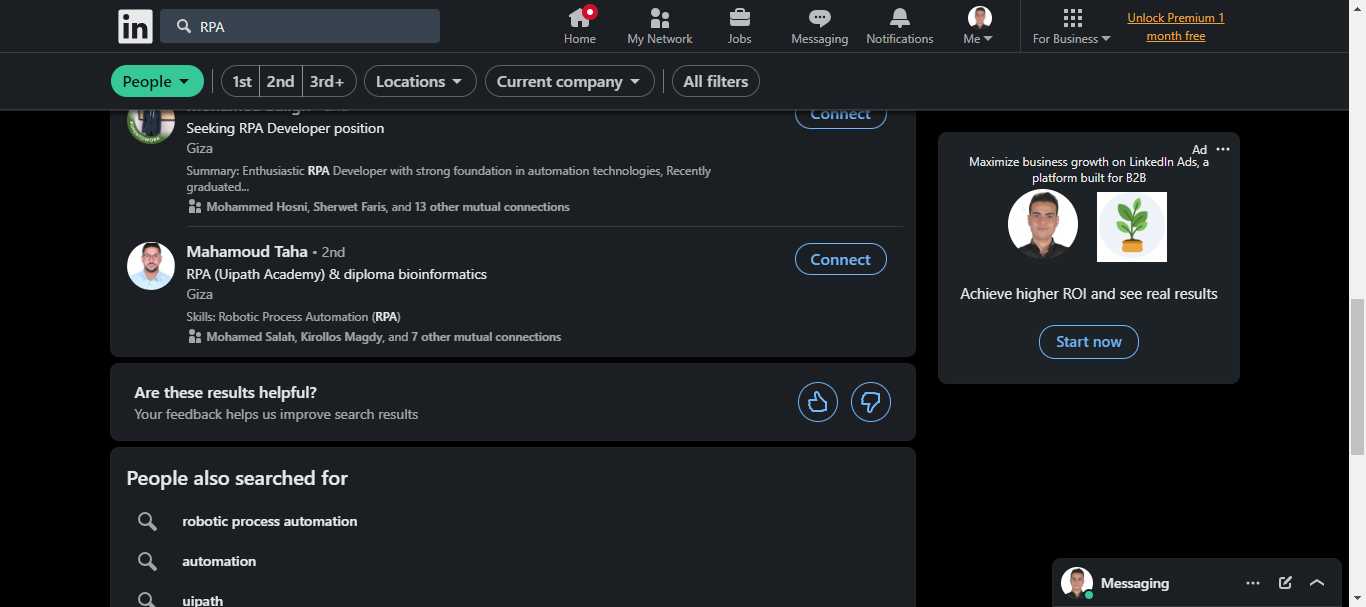 in
RPA
Home
My Network
Jobs
Messaging
Notifications
Me
For Business
Unlock Premium 1
month free
People
1st
2nd
3rd+
Locations
Current company
All filters
Seeking RPA Developer position
Connect
Giza
Summary: Enthusiastic RPA Developer with strong foundation in automation technologies, Recently
graduated...
Mohammed Hosni, Sherwet Faris, and 13 other mutual connections
Mahamoud Taha • 2nd
Connect
RPA (Uipath Academy) & diploma bioinformatics
Giza
Skills: Robotic Process Automation (RPA)
Mohamed Salah, Kirollos Magdy, and 7 other mutual connections
Are these results helpful?
Your feedback helps us improve search results
People also searched for
robotic process automation
automation
uipath
Ad
Maximize business growth on LinkedIn Ads, a
platform built for B2B
Achieve higher ROI and see real results
Start now
Messaging